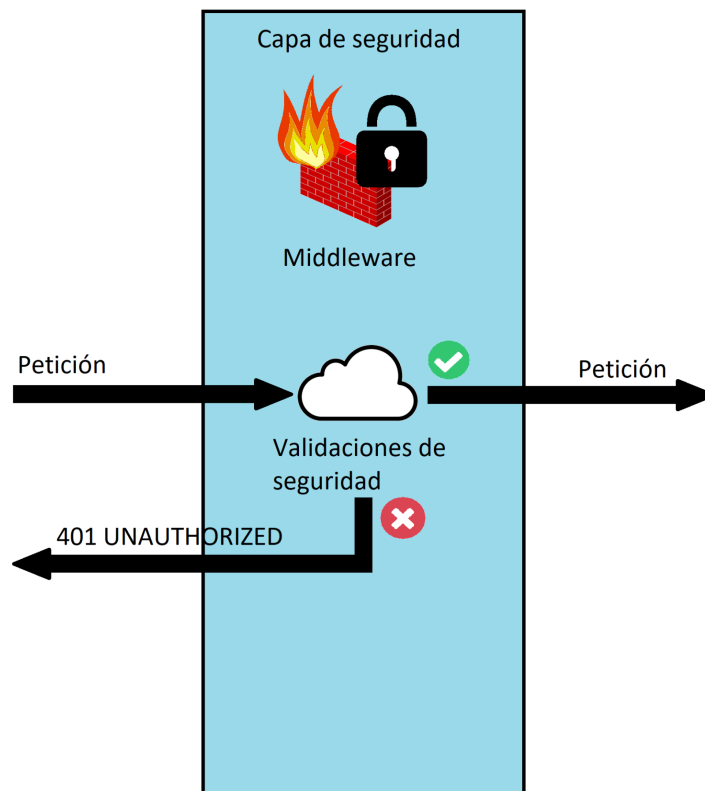 Capa de seguridad
Middleware
Petición
Petición
Validaciones de
seguridad
401 UNAUTHORIZED